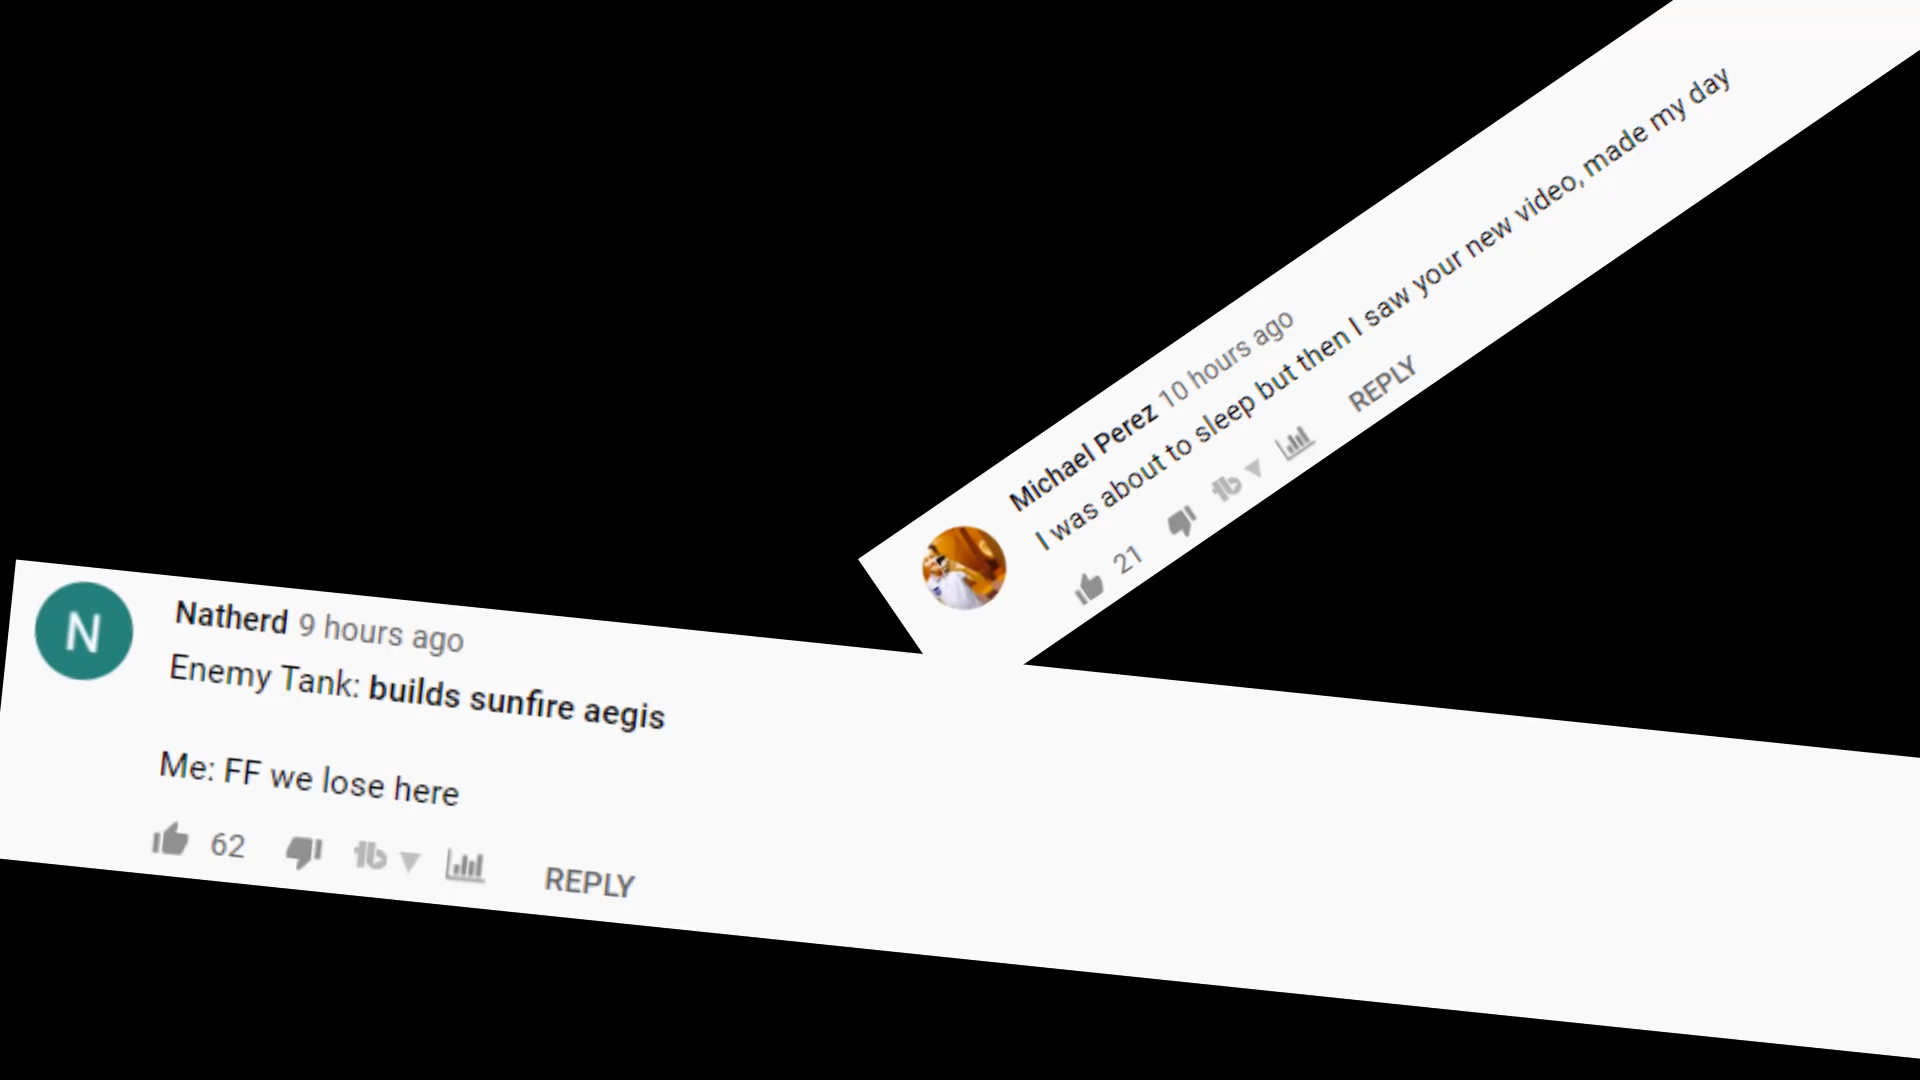 Michael Perez 10 hours ago
I was about to sleep but then I saw your new video, made my day
21
REPLY
N
Natherd 9 hours ago
Enemy Tank: builds sunfire aegis
Me: FF we lose here
62
tb
REPLY